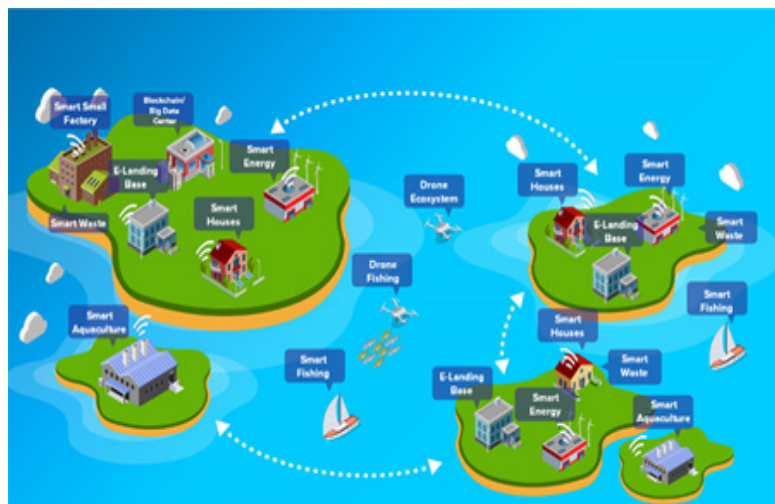 Smart Small
Factory
Blockchain/
Big Data
Center
E-Landing
Base
Smart
Energy
Smart Waste
Smart
Houses
Drone
Ecosystem
Smart
Houses
Smart
Energy
E-Landing
Base
Smart
Waste
Drone
Fishing
Smart
Aquaculture
Smart
Fishing
Smart
Fishing
Smart
Houses
Smart
Waste
E-Landing
Base
Smart
Energy
Smart
Aquaculture